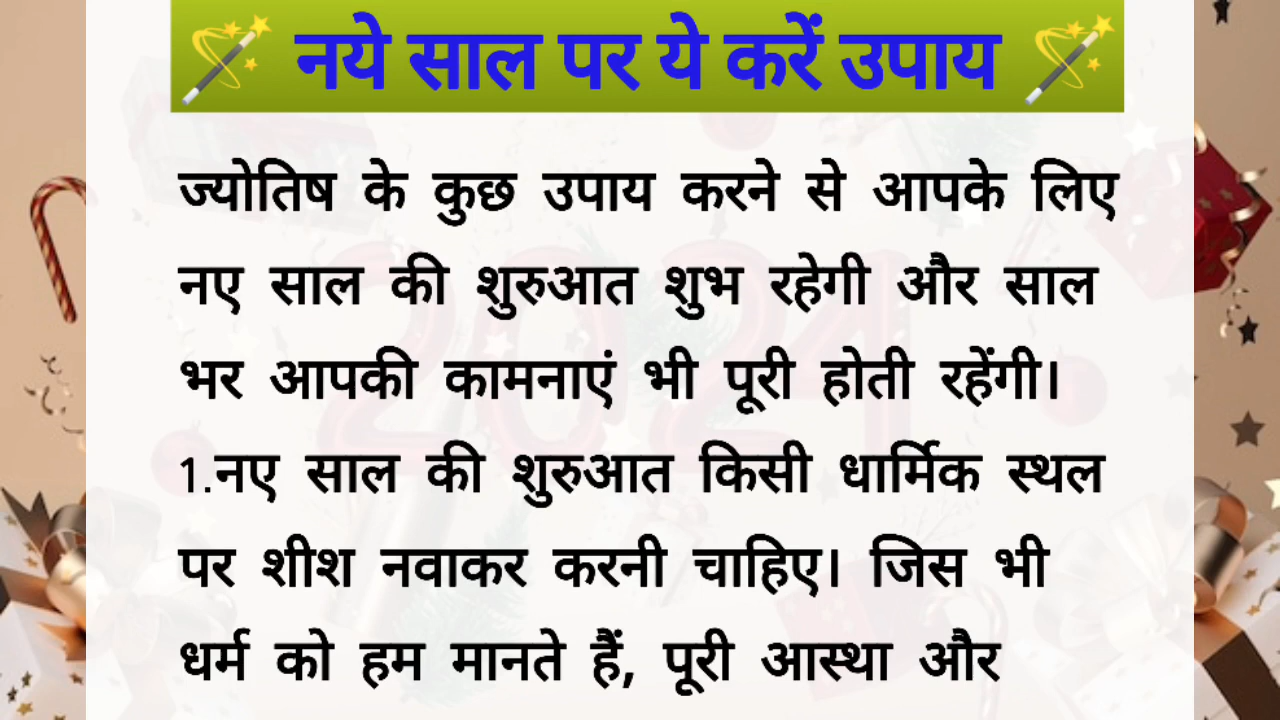 नये साल पर ये करें उपाय
ज्योतिष के कुछ उपाय करने से आपके लिए
नए साल की शुरुआत शुभ रहेगी और साल
भर आपकी कामनाएं भी पूरी होती रहेंगी।
1.नए साल की शुरुआत किसी धार्मिक स्थल
पर शीश नवाकर करनी चाहिए। जिस भी
धर्म को हम मानते हैं, पूरी आस्था और